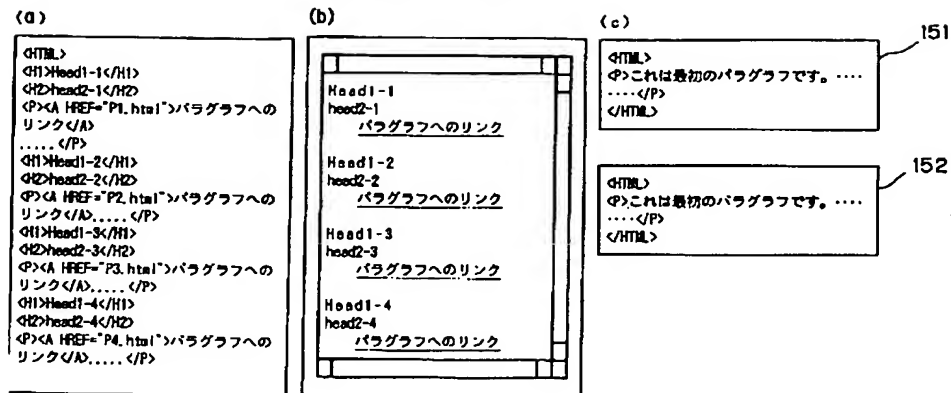 (a)
<HTML>
<H1>Head1-1</H1>
<H2>head2-1</H2>
<P><A HREF="P1.html">パラグラフへの
リンク</A>
.....</P>
<H1>Head1-2</H1>
<H2>head2-2</H2>
<P><A HREF="P2.html">パラグラフへの
リンク</A>.....</P>
<H1>Head1-3</H1>
<H2>head2-3</H2>
<P><A HREF="P3.html">パラグラフへの
リンク</A>.....</P>
<H1>Head1-4</H1>
<H2>head2-4</H2>
<P><A HREF="P4.html">パラグラフへの
リンク</A>.....</P>
(b)
Head1-1
head2-1
パラグラフへのリンク
Head1-2
head2-2
パラグラフへのリンク
Head1-3
head2-3
パラグラフへのリンク
Head1-4
head2-4
パラグラフへのリンク
(c)
151
<HTML>
<P>これは最初のパラグラフです。・・・・
・・・・</P>
</HTML>
152
<HTML>
<P>これは最初のパラグラフです。・・・・
・・・・</P>
</HTML>